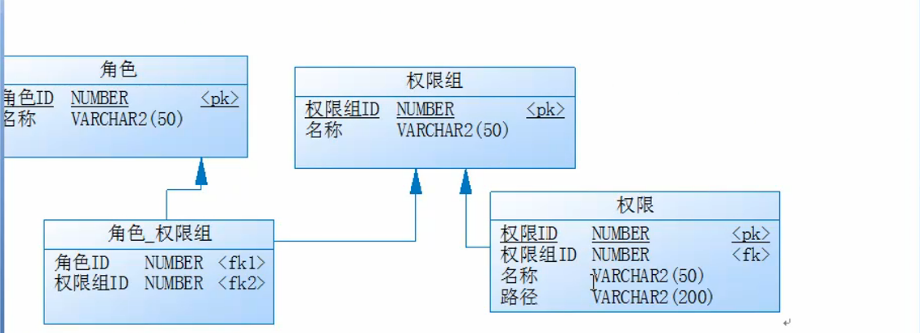 角色
角色ID NUMBER <pk>
名称 VARCHAR2(50)
权限组
权限组ID NUMBER <pk>
名称 VARCHAR2(50)
角色_权限组
角色ID NUMBER <fk1>
权限组ID NUMBER <fk2>
权限
权限ID NUMBER <pk>
权限组ID NUMBER <fk>
名称 VARCHAR2(50)
路径 VARCHAR2(200)